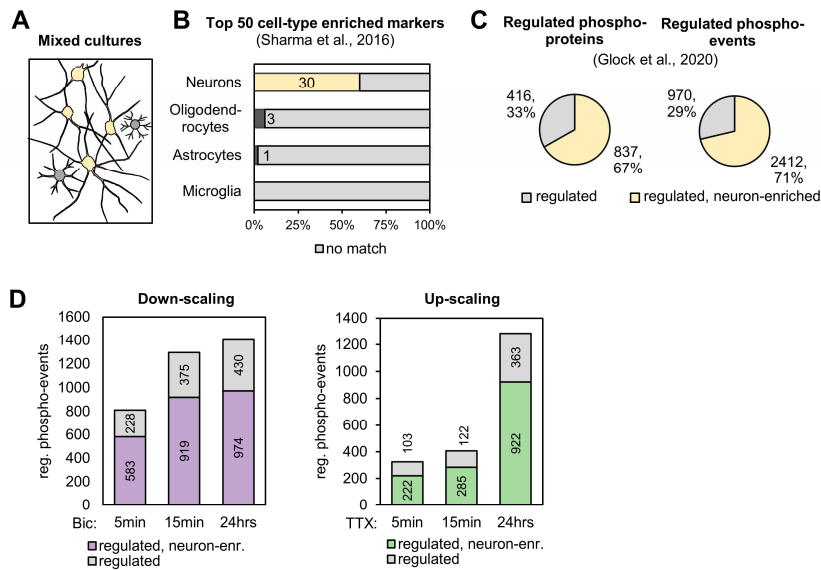 A
Mixed cultures
B
Top 50 cell-type enriched markers
(Sharma et al., 2016)
Neurons
30
Oligodend-
rocytes
3
Astrocytes
1
Microglia
0% 25% 50% 75% 100%
no match
C
Regulated phospho-
proteins
Regulated phospho-
events
(Glock et al., 2020)
416,
33%
837,
67%
970,
29%
2412,
71%
regulated
regulated, neuron-enriched
D
Down-scaling
reg. phospho-events
1600
1400
1200
1000
800
600
400
200
0
228
583
375
919
430
974
Bic: 5min 15min 24hrs
regulated, neuron-enr.
regulated
Up-scaling
reg. phospho-events
1400
1200
1000
800
600
400
200
0
103
222
122
285
363
922
TTX: 5min 15min 24hrs
regulated, neuron-enr.
regulated